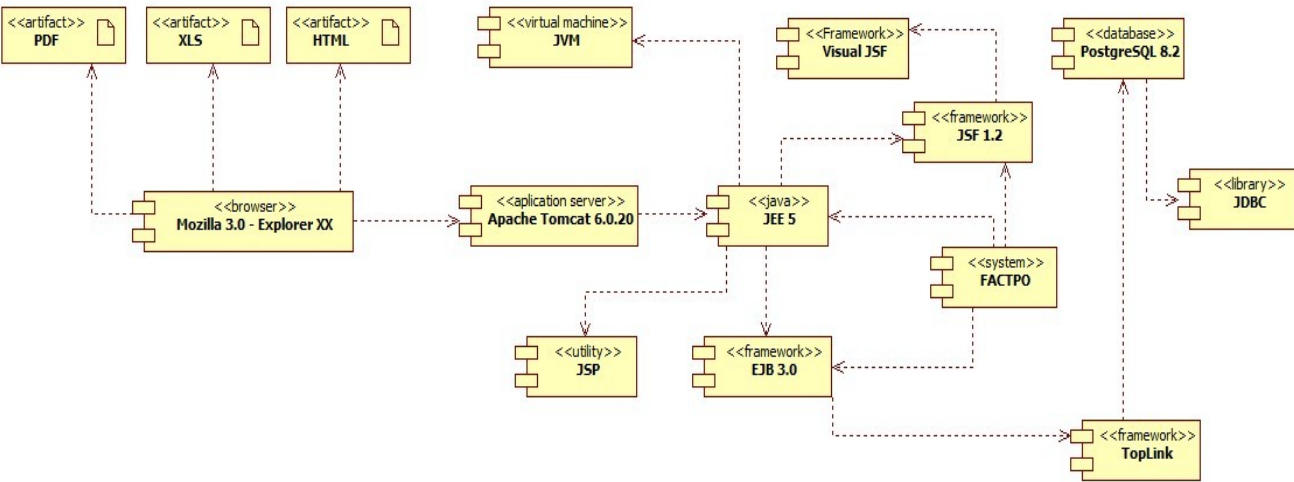 <<artifact>>
PDF
<<artifact>>
XLS
<<artifact>>
HTML
<<virtual machine>>
JVM
<<Framework>>
Visual JSF
<<database>>
PostgreSQL 8.2
<<framework>>
JSF 1.2
<<library>>
JDBC
<<browser>>
Mozilla 3.0 - Explorer XX
<<aplication server>>
Apache Tomcat 6.0.20
<<java>>
JEE 5
<<system>>
FACTPO
<<utility>>
JSP
<<framework>>
EJB 3.0
<<framework>>
TopLink